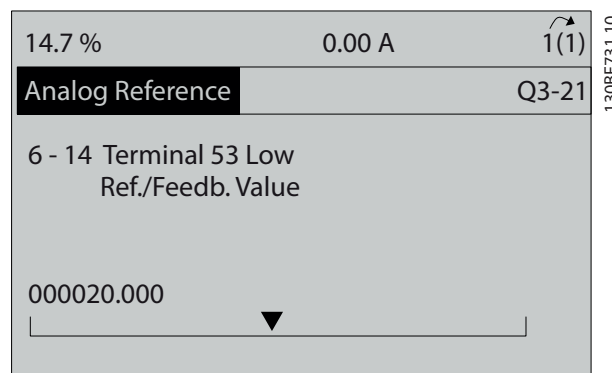 14.7 % 0.00 A 1(1)
Analog Reference Q3-21
6 - 14 Terminal 53 Low
Ref./Feedb. Value
000020.000
130BF731.10